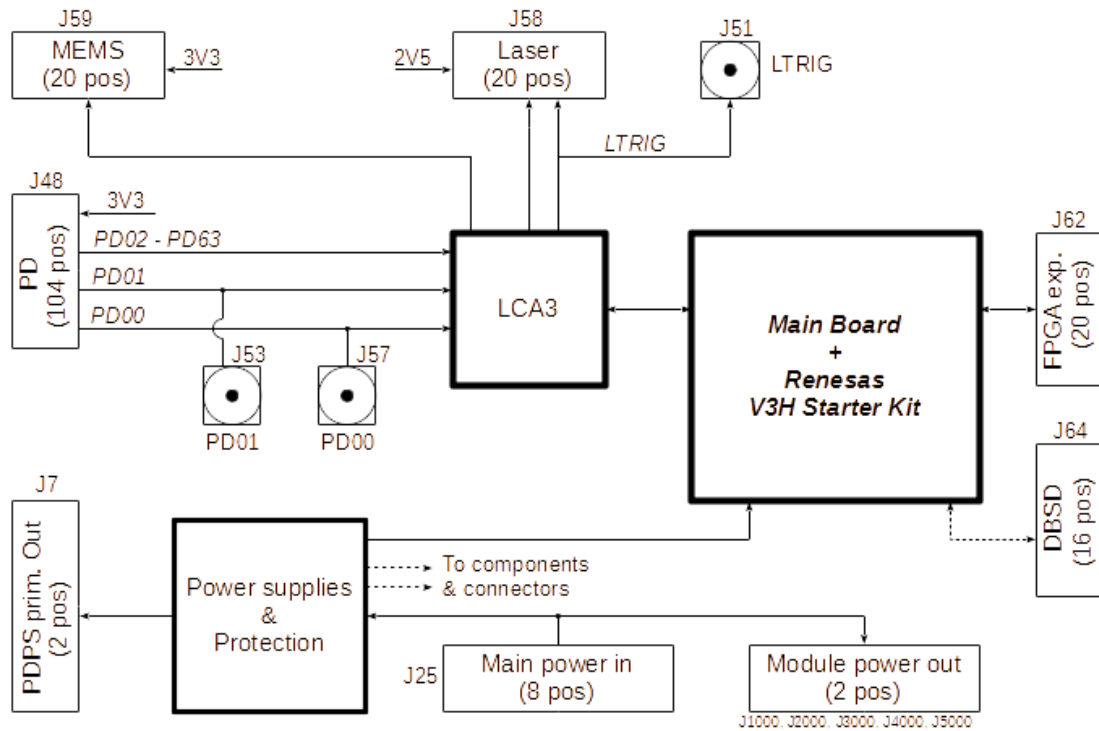 J59
MEMS
(20 pos)
3V3
J58
Laser
(20 pos)
2V5
J51
LTRIG
LTRIG
J48
PD
(104 pos)
3V3
PD02 - PD63
PD01
PD00
J53
PD01
J57
PD00
LCA3
Main Board
+
Renesas
V3H Starter Kit
J62
FPGA exp.
(20 pos)
J64
DBSD
(16 pos)
J7
PDPS prim. Out
(2 pos)
Power supplies
&
Protection
To components
& connectors
J25
Main power in
(8 pos)
Module power out
(2 pos)
J1000, J2000, J3000, J4000, J5000